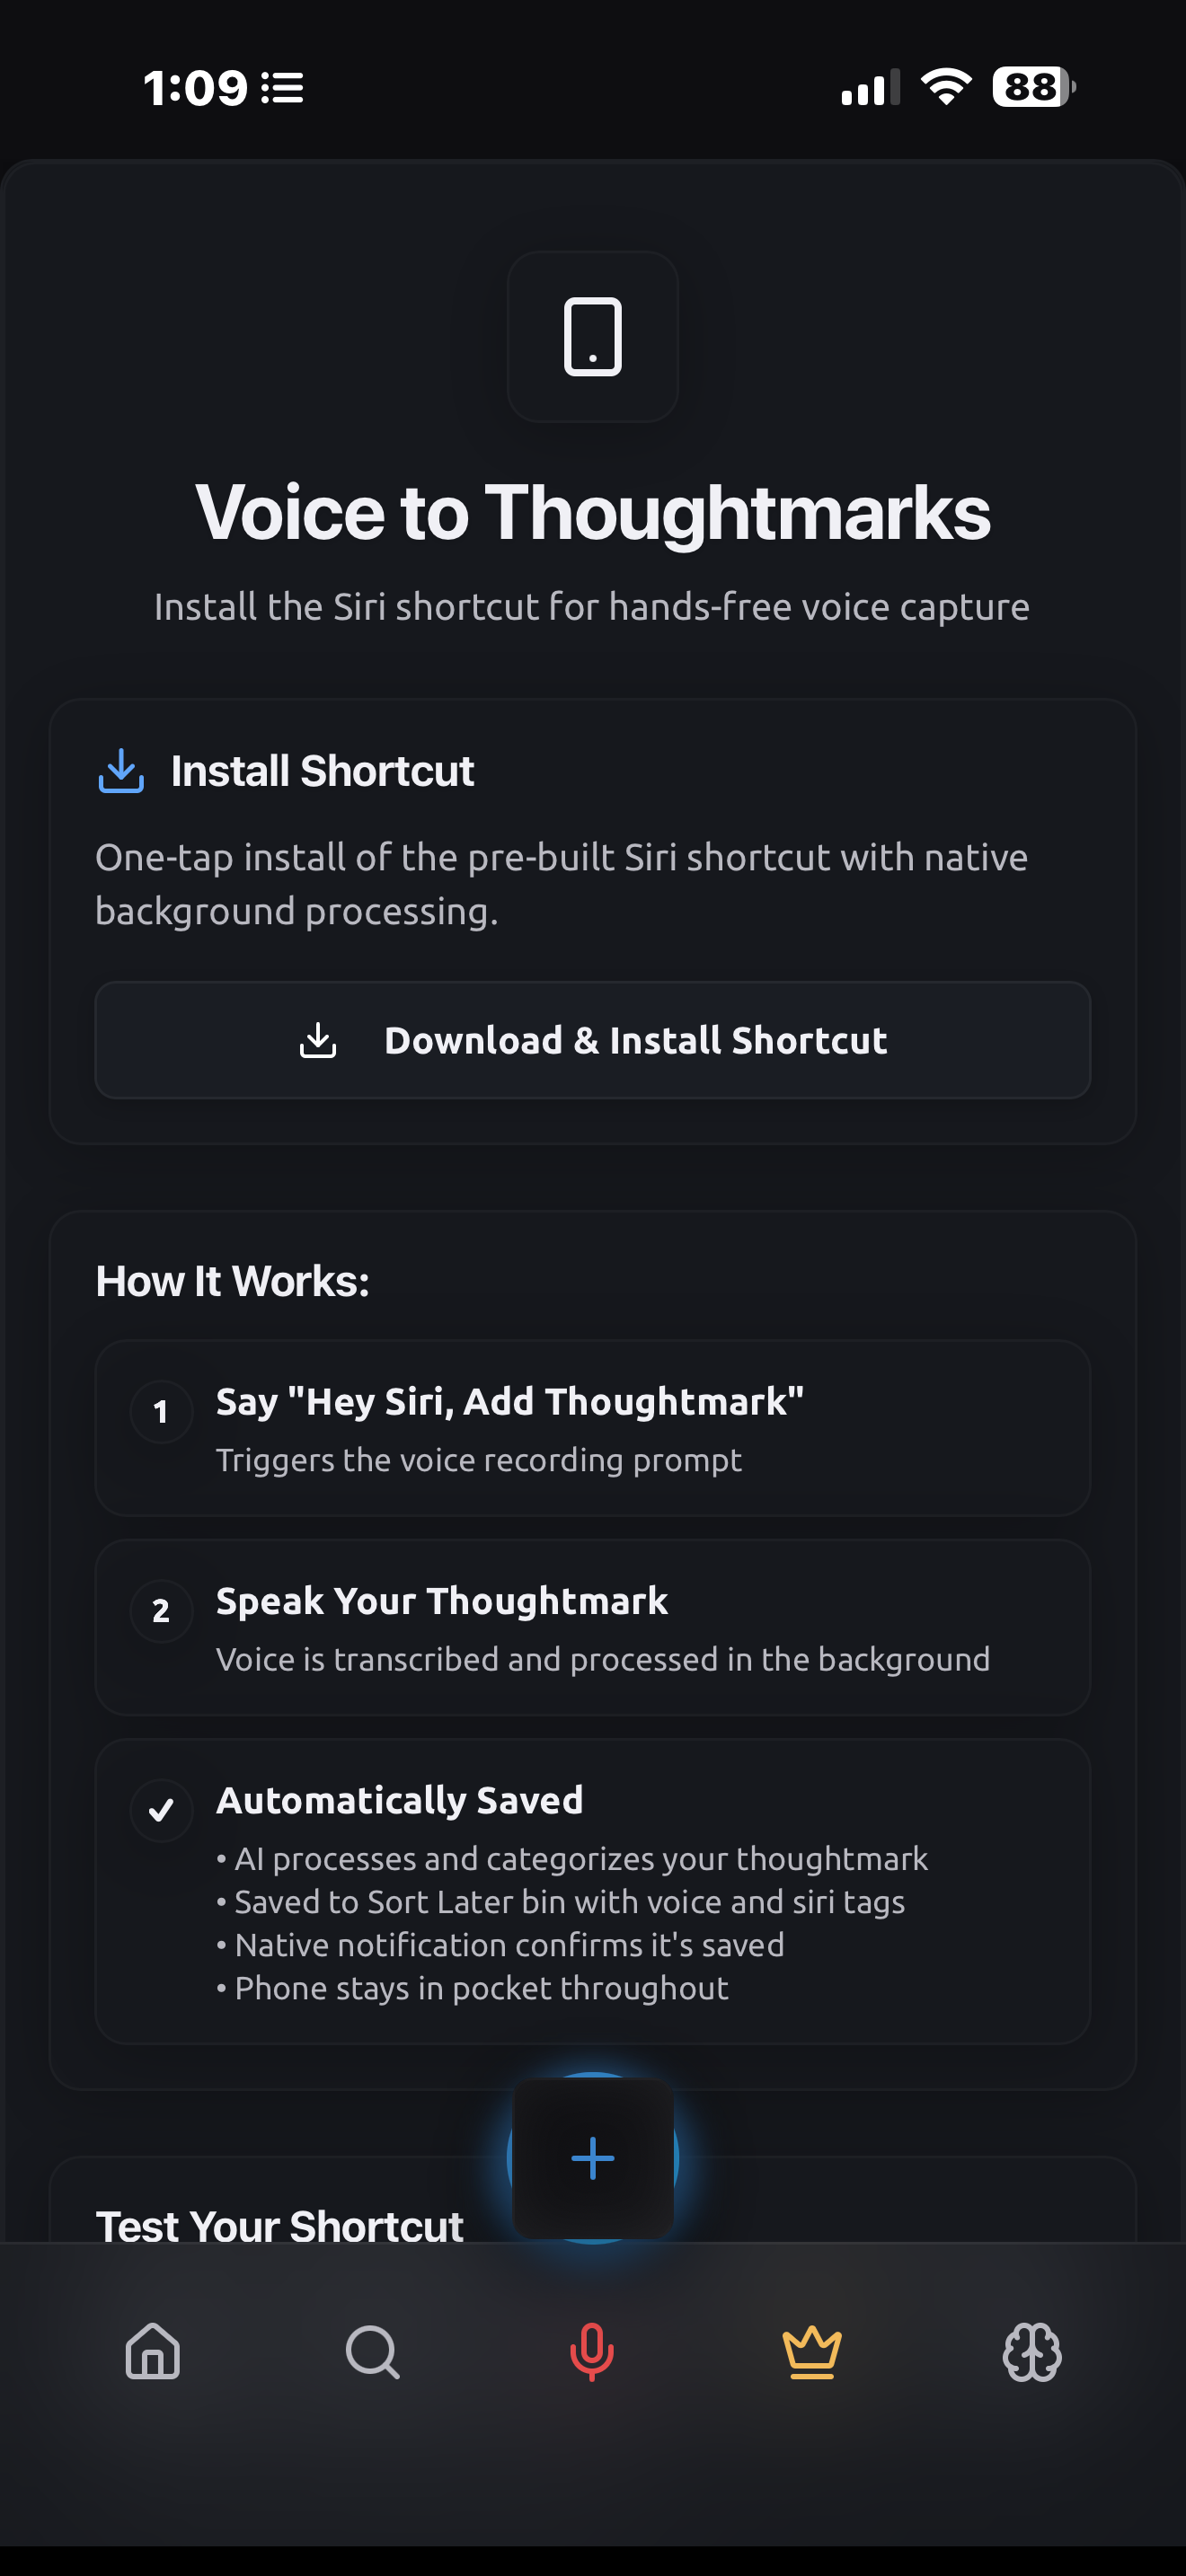 1:09
88
Voice to Thoughtmarks
Install the Siri shortcut for hands-free voice capture
Install Shortcut
One-tap install of the pre-built Siri shortcut with native
background processing.
Download & Install Shortcut
How It Works:
1
Say "Hey Siri, Add Thoughtmark"
Triggers the voice recording prompt
2
Speak Your Thoughtmark
Voice is transcribed and processed in the background
Automatically Saved
• AI processes and categorizes your thoughtmark
• Saved to Sort Later bin with voice and siri tags
• Native notification confirms it's saved
• Phone stays in pocket throughout
Test Your Shortcut